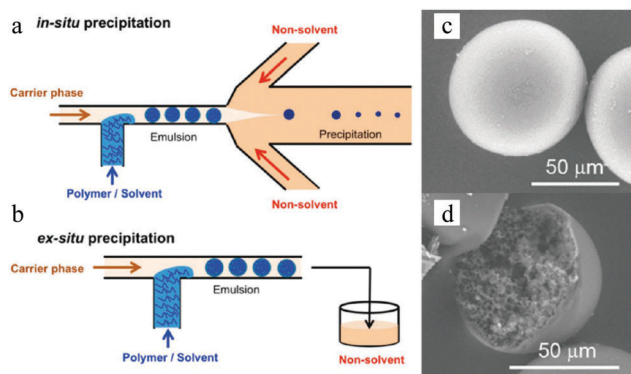 a
in-situ precipitation
Non-solvent
Carrier phase
Emulsion
Precipitation
Polymer / Solvent
Non-solvent
b
ex-situ precipitation
Carrier phase
Emulsion
Polymer / Solvent
Non-solvent
c
50 μm
d
50 μm